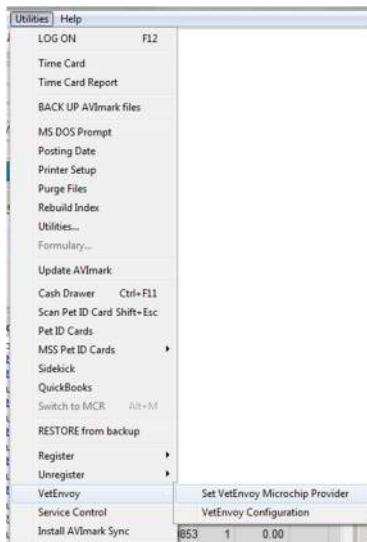 Utilities Help
LOG ON F12
Time Card
Time Card Report
BACK UP AVImark files
MS DOS Prompt
Posting Date
Printer Setup
Purge Files
Rebuild Index
Utilities...
Formulary...
Update AVImark
Cash Drawer Ctrl+F11
Scan Pet ID Card Shift+Esc
Pet ID Cards
MSS Pet ID Cards
Sidekick
QuickBooks
Switch to MCR Alt+M
RESTORE from backup
Register
Unregister
VetEnvoy Set VetEnvoy Microchip Provider
Service Control VetEnvoy Configuration
Install AVImark Sync 1 0.00